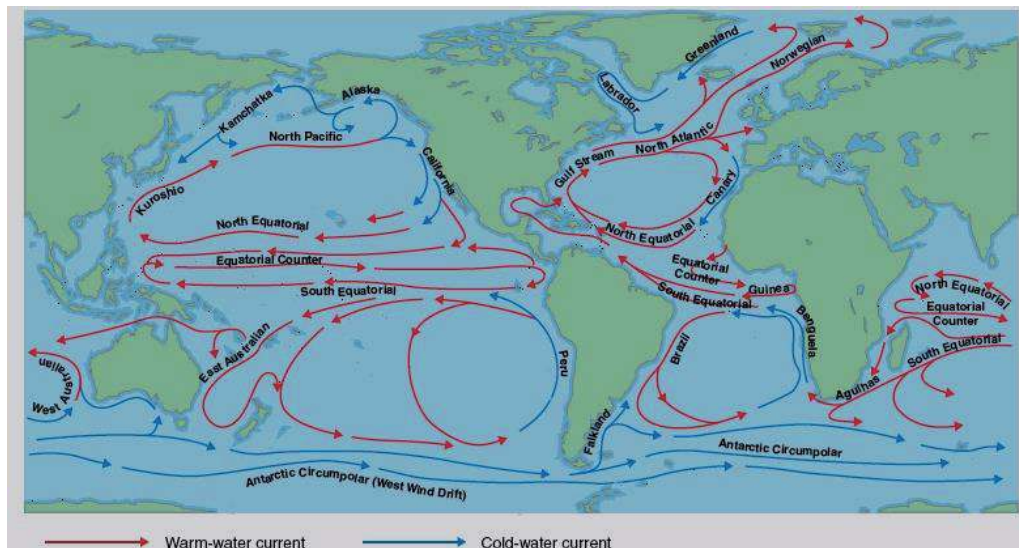 Greenland
Norwegian
Labrador
Alaska
Kamchatka
North Pacific
California
Kuroshio
North Atlantic
Gulf Stream
Canary
North Equatorial
North Equatorial
Equatorial Counter
Equatorial
Counter
Guinea
South Equatorial
South Equatorial
North Equatorial
Equatorial
Counter
South Equatorial
East Australian
West Australian
Peru
Brazil
Benguela
Agulhas
Falkland
Antarctic Circumpolar
Antarctic Circumpolar (West Wind Drift)
Warm-water current
Cold-water current